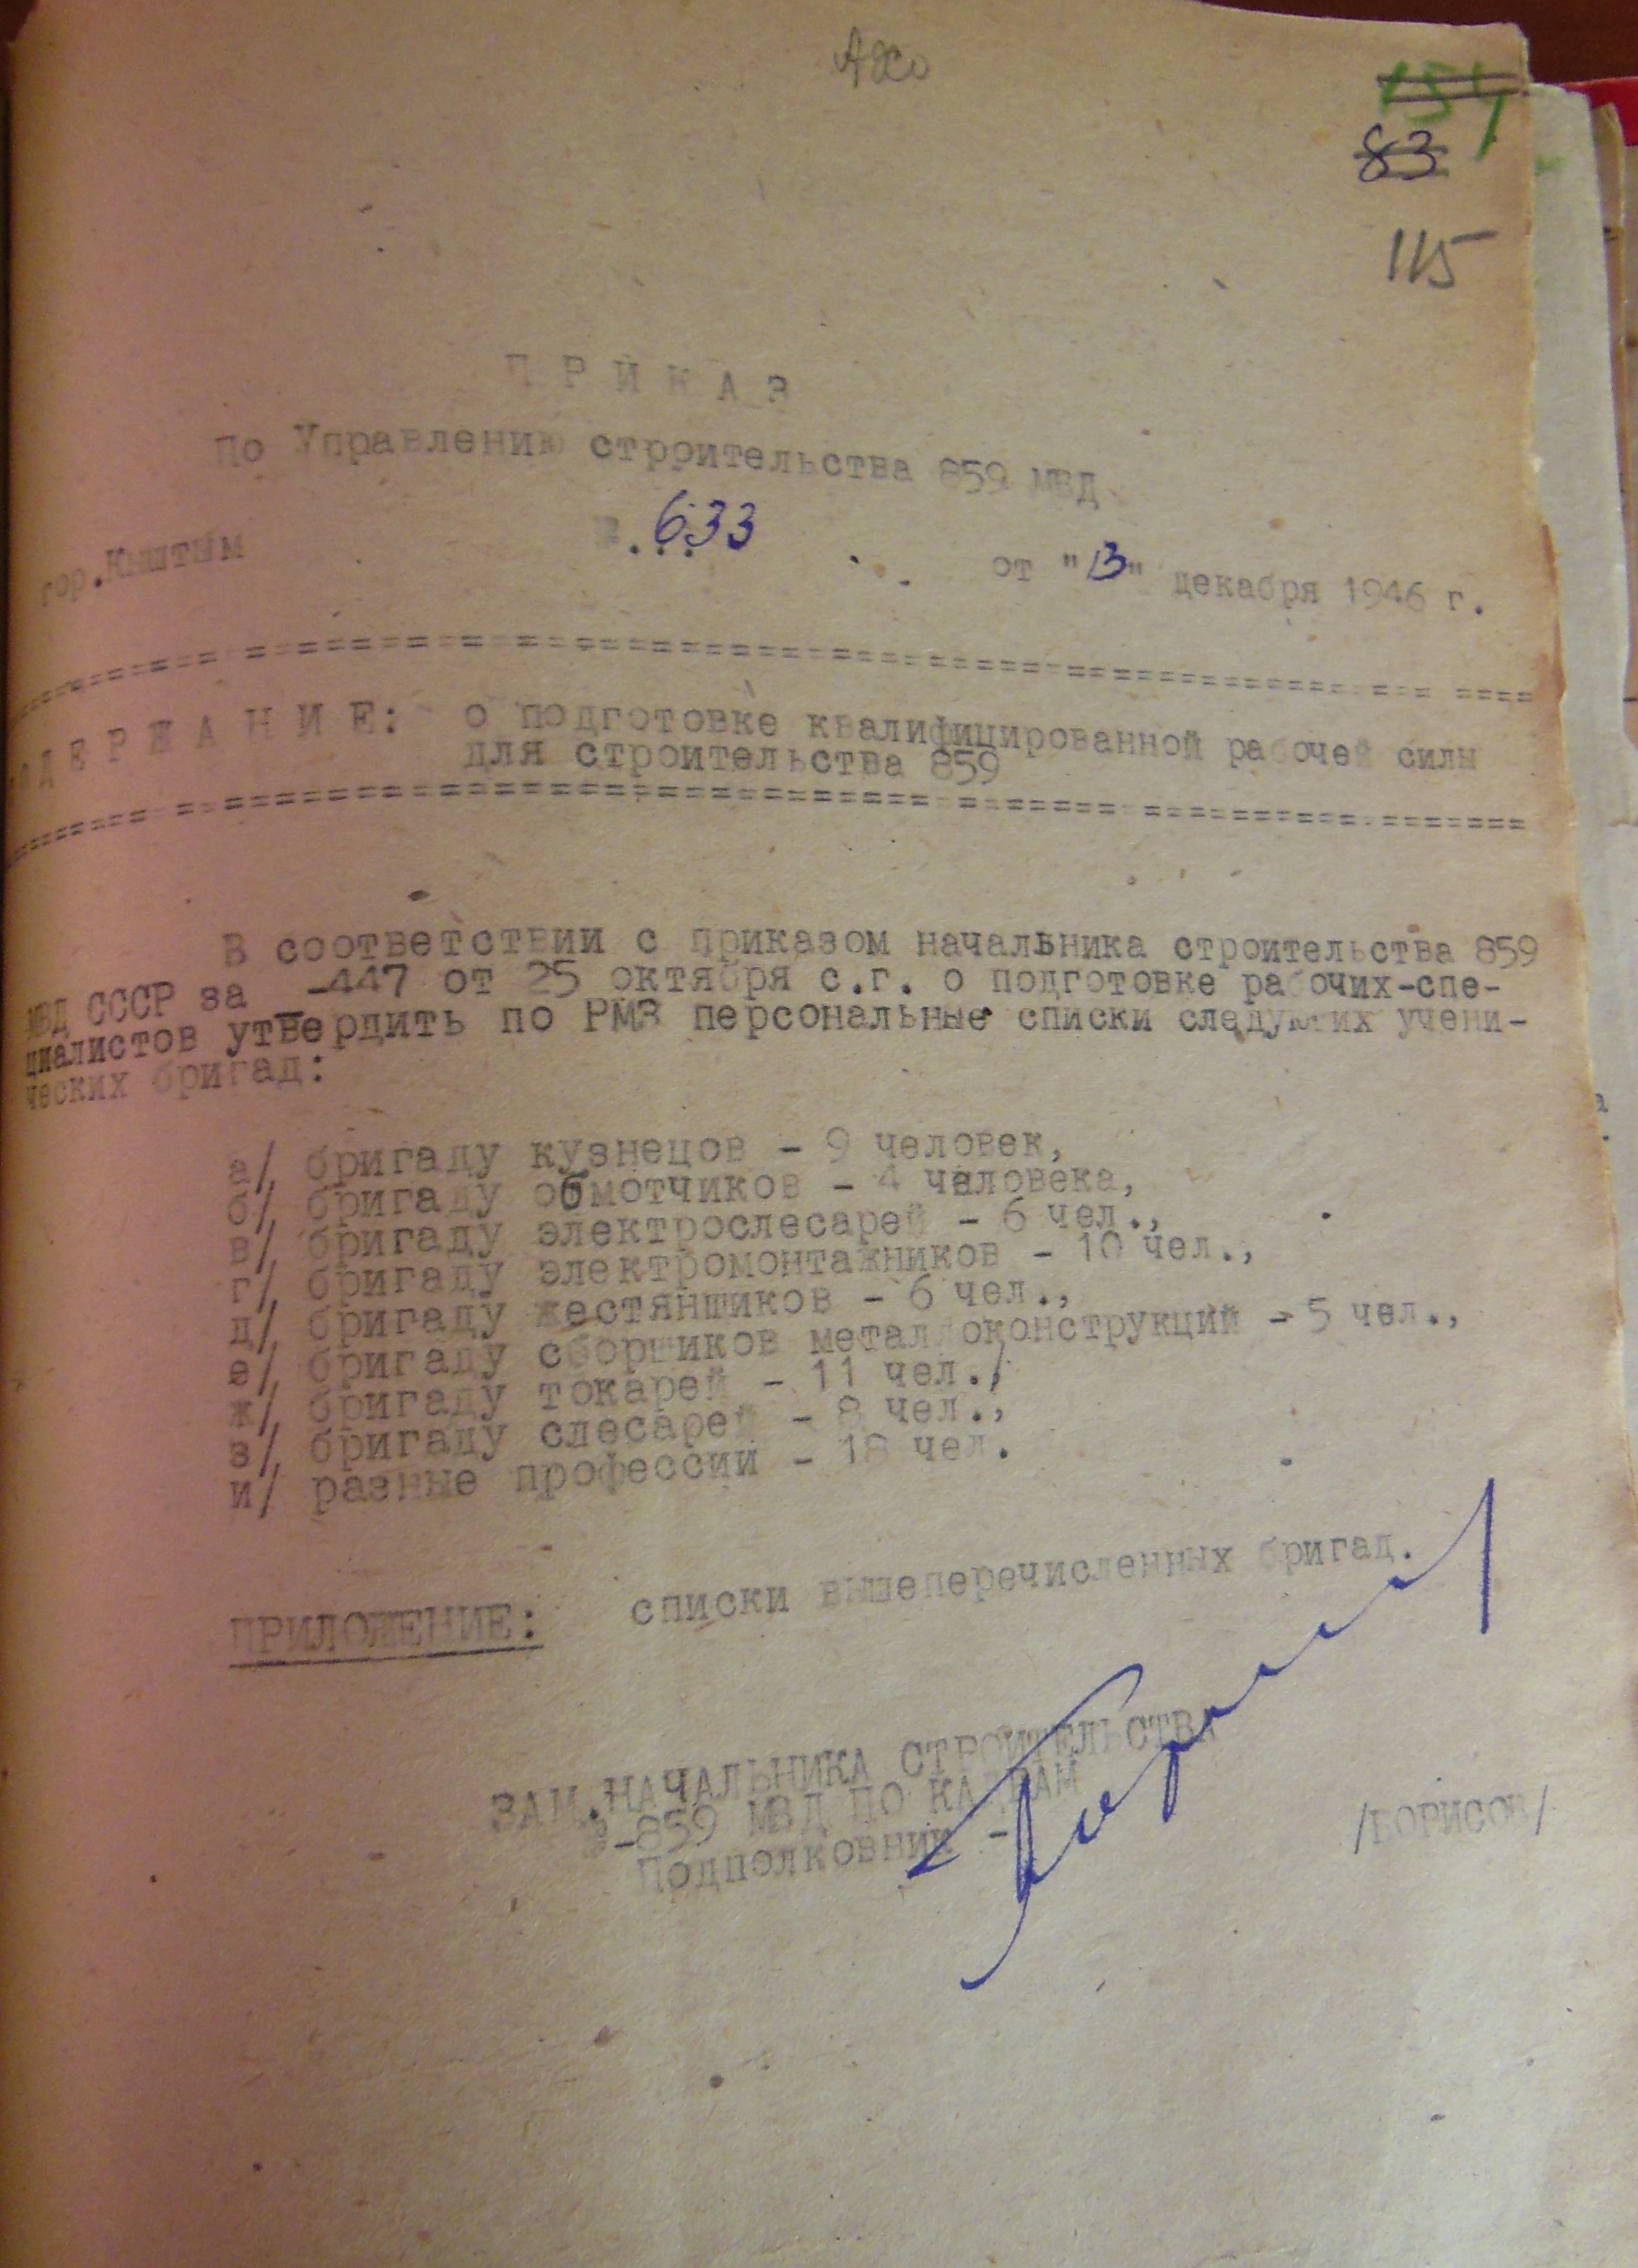 154
83
115
ПРИКАЗ
по Управлению строительства 859 МВД
633
гор.Кыштым от "13" декабря 1946 г.
ДЕРЖАНИЕ: о подготовке квалифицированной рабочей силы
для строительства 859
В соответствии с приказом начальника строительства 859
МВД СССР за -447 от 25 октября с.г. о подготовке рабочих-спе-
циалистов утвердить по РМЗ персональные списки следующих учени-
ческих бригад:
а/ бригаду кузнецов - 9 человек,
б/ бригаду обмотчиков - 4 человека,
в/ бригаду электрослесарей - 6 чел.,
г/ бригаду электромонтажников - 10 чел.,
д/ бригаду жестянщиков - 6 чел.,
е/ бригаду сборщиков металлоконструкций - 5 чел.,
ж/ бригаду токарей - 11 чел.,
з/ бригаду слесарей - 8 чел.,
и/ разные профессии - 18 чел.
ПРИЛОЖЕНИЕ: списки вышеперечисленных бригад.
ЗАМ.НАЧАЛЬНИКА СТРОИТЕЛЬСТВА
-859 МВД ПО КАДРАМ
Подполковник - /БОРИСОВ/